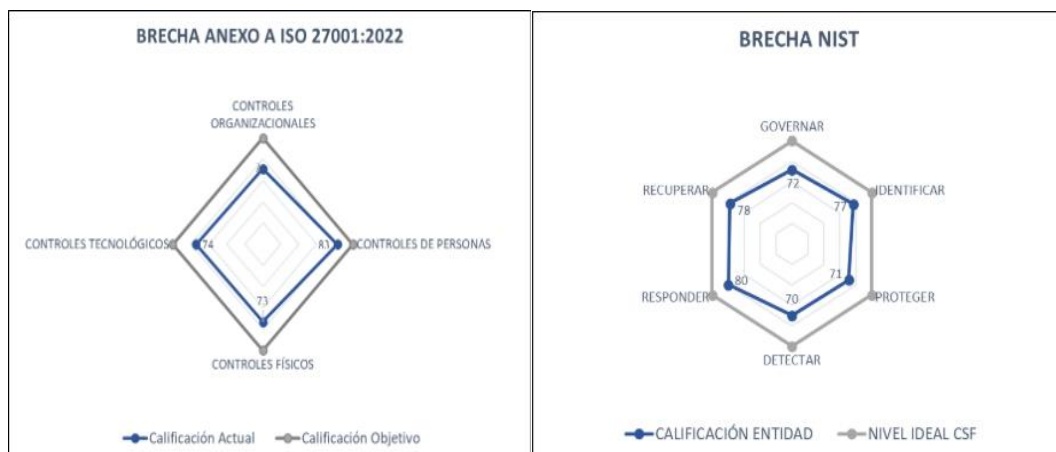 BRECHA ANEXO A ISO 27001:2022
CONTROLES
ORGANIZACIONALES
CONTROLES TECNOLÓGICOS
74
83
CONTROLES DE PERSONAS
73
CONTROLES FÍSICOS
Calificación Actual
Calificación Objetivo
BRECHA NIST
GOVERNAR
72
RECUPERAR
IDENTIFICAR
78
77
80
71
RESPONDER
PROTEGER
70
DETECTAR
CALIFICACIÓN ENTIDAD
NIVEL IDEAL CSF